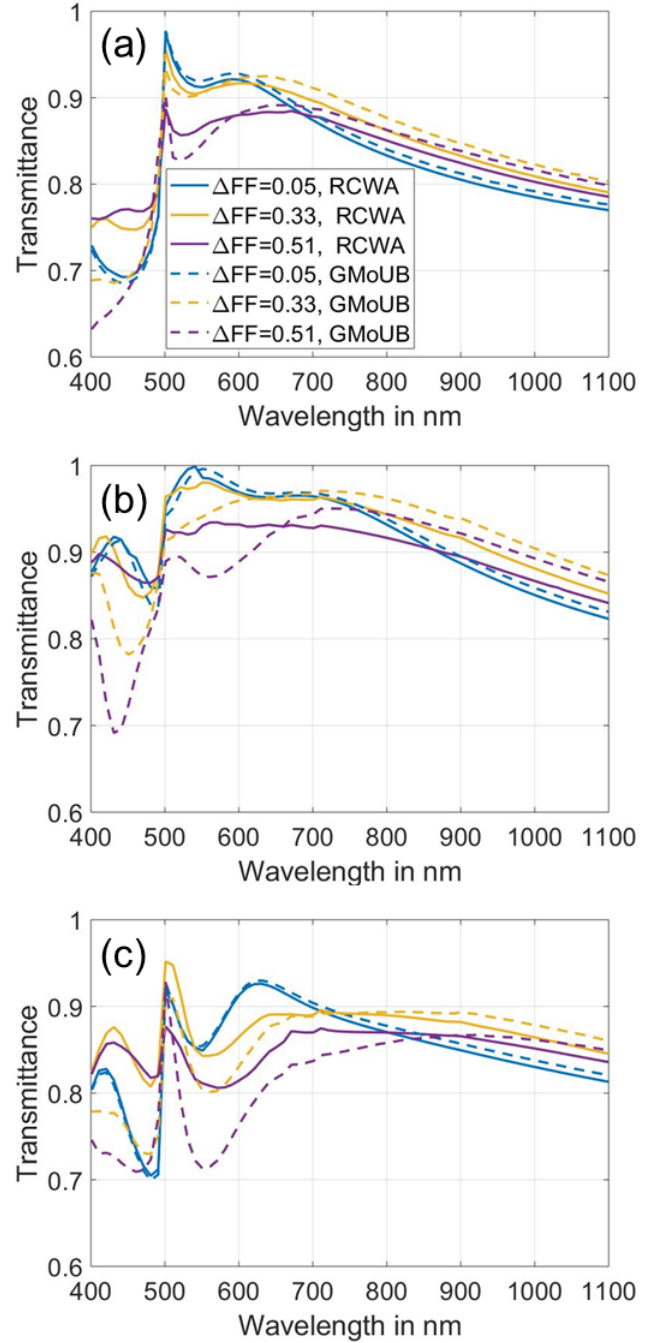 (a)
1
0.9
0.8
0.7
0.6
Transmittance
ΔFF=0.05, RCWA
ΔFF=0.33, RCWA
ΔFF=0.51, RCWA
ΔFF=0.05, GMoUB
ΔFF=0.33, GMoUB
ΔFF=0.51, GMoUB
400 500 600 700 800 900 1000 1100
Wavelength in nm
(b)
1
0.9
0.8
0.7
0.6
Transmittance
400 500 600 700 800 900 1000 1100
Wavelength in nm
(c)
1
0.9
0.8
0.7
0.6
Transmittance
400 500 600 700 800 900 1000 1100
Wavelength in nm